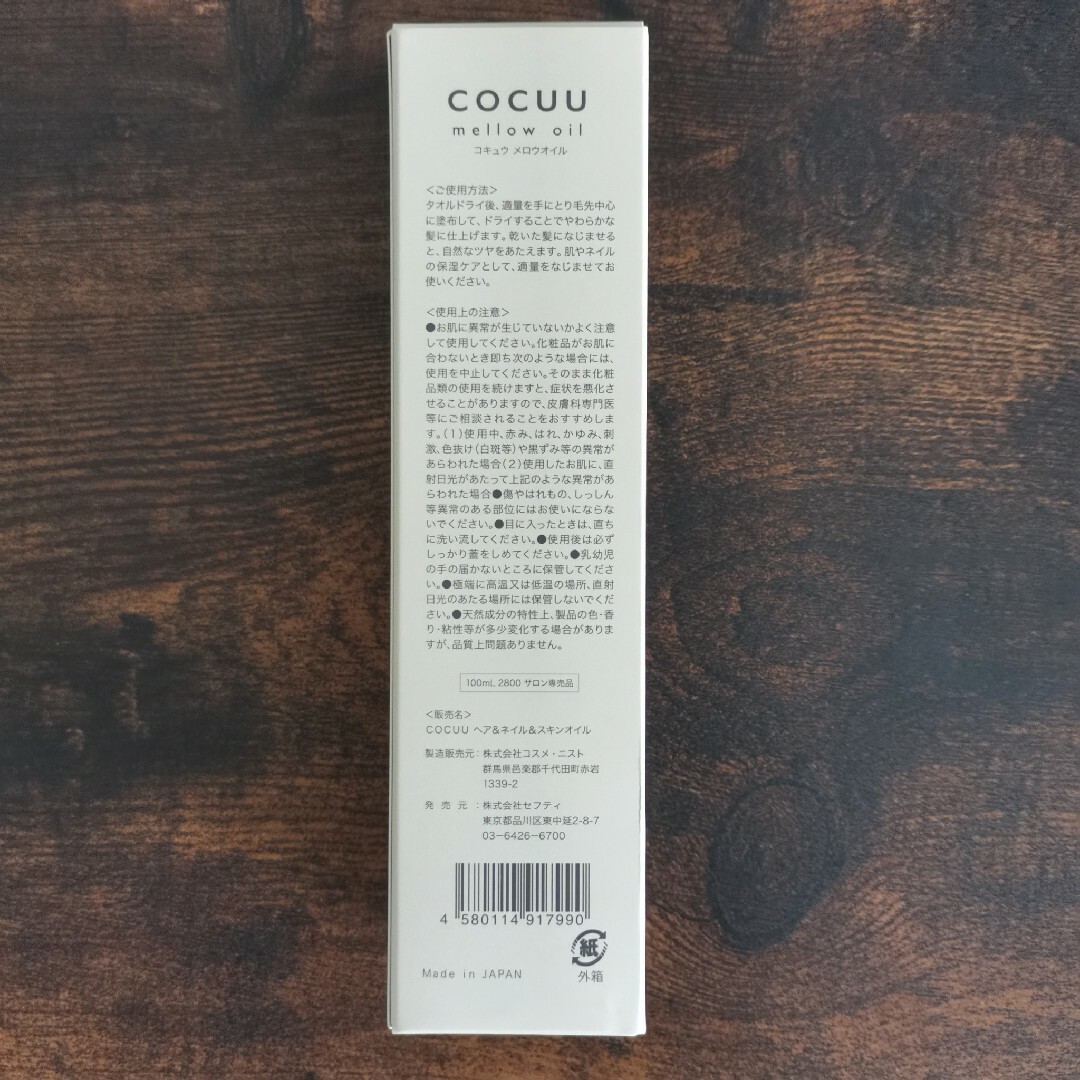 COCUU
mellow oil
コキュウ メロウオイル
＜ご使用方法＞
タオルドライ後、適量を手にとり毛先中心
に塗布して、ドライすることでやわらかな
髪に仕上げます。乾いた髪になじませる
と、自然なツヤをあたえます。肌やネイル
の保湿ケアとして、適量をなじませてお
使いください。
＜使用上の注意＞
●お肌に異常が生じていないかよく注意
して使用してください。化粧品がお肌に
合わないとき即ち次のような場合には、
使用を中止してください。そのまま化粧
品類の使用を続けますと、症状を悪化さ
せることがありますので、皮膚科専門医
等にご相談されることをおすすめしま
す。（1）使用中、赤み、はれ、かゆみ、刺
激、色抜け（白斑等）や黒ずみ等の異常が
あらわれた場合（2）使用したお肌に、直
射日光があたって上記のような異常があ
らわれた場合●傷やはれもの、しっしん
等異常のある部位にはお使いにならな
いでください。●目に入ったときは、直ち
に洗い流してください。●使用後は必ず
しっかり蓋をしめてください。●乳幼児
の手の届かないところに保管してくださ
い。●極端に高温又は低温の場所、直射
日光のあたる場所には保管しないでくだ
さい。●天然成分の特性上、製品の色・香
り・粘性等が多少変化する場合がありま
すが、品質上問題ありません。
100mL 2800 サロン専売品
＜販売名＞
COCUU ヘア＆ネイル＆スキンオイル
製造販売元：株式会社コスメ・ニスト
群馬県邑楽郡千代田町赤岩
1339-2
発売元：株式会社セフティ
東京都品川区東中延2-8-7
03-6426-6700
4 580114 917990
紙
Made in JAPAN 外箱